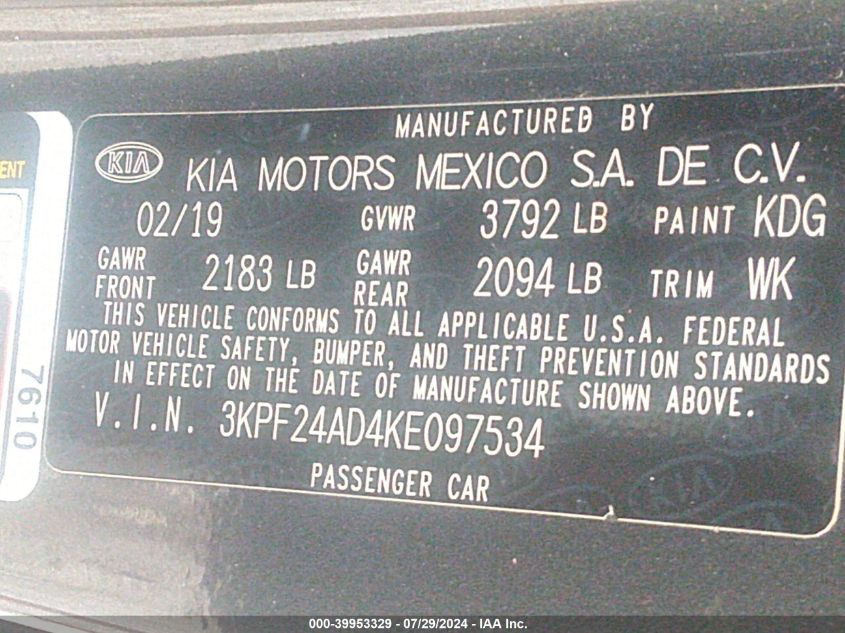 ENT
7610
MANUFACTURED BY
KIA KIA MOTORS MEXICO S.A. DE C.V.
02/19 GVWR 3792 LB PAINT KDG
GAWR FRONT 2183 LB GAWR REAR 2094 LB TRIM WK
THIS VEHICLE CONFORMS TO ALL APPLICABLE U.S.A. FEDERAL
MOTOR VEHICLE SAFETY, BUMPER, AND THEFT PREVENTION STANDARDS
IN EFFECT ON THE DATE OF MANUFACTURE SHOWN ABOVE.
V.I.N. 3KPF24AD4KE097534
PASSENGER CAR
000-39953329 - 07/29/2024 - IAA Inc.